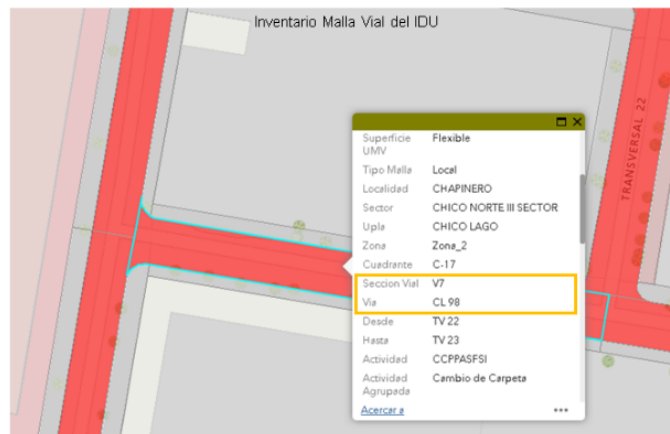 Inventario Malla Vial del IDU
TRANSVERSAL 22
Superficie UMV Flexible
Tipo Malla Local
Localidad CHAPINERO
Sector CHICO NORTE III SECTOR
Upla CHICO LAGO
Zona Zona_2
Cuadrante C-17
Seccion Vial V7
Via CL 98
Desde TV 22
Hasta TV 23
Actividad CCPPASFSI
Actividad Agrupada Cambio de Carpeta
Acercar a